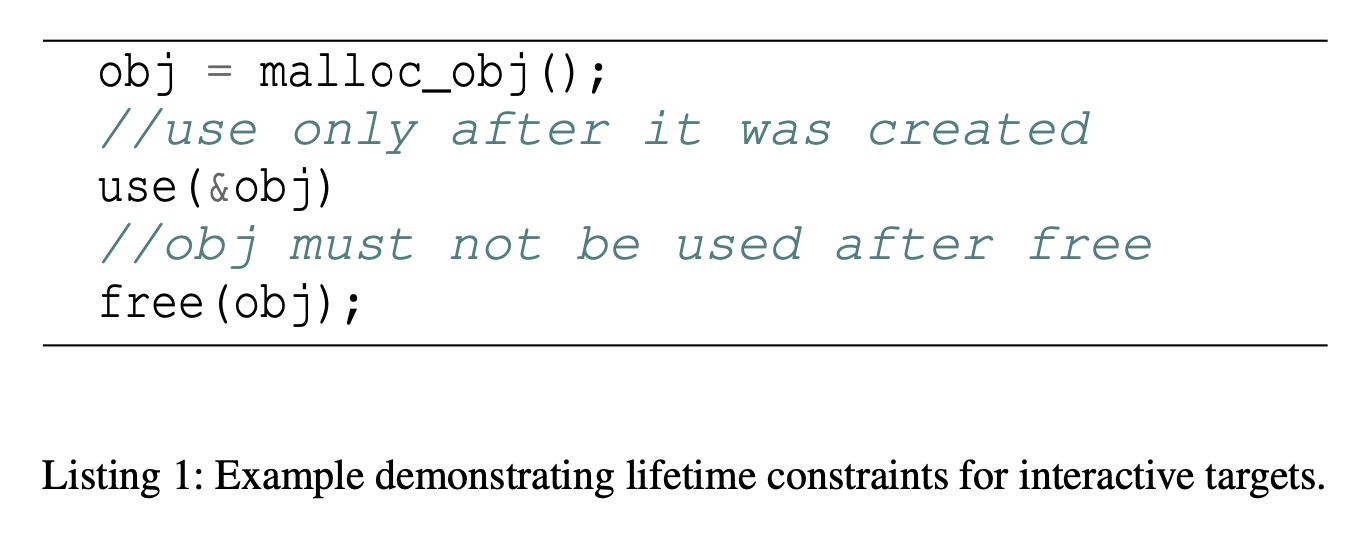 obj = malloc_obj();
//use only after it was created
use(&obj)
//obj must not be used after free
free(obj);
Listing 1: Example demonstrating lifetime constraints for interactive targets.